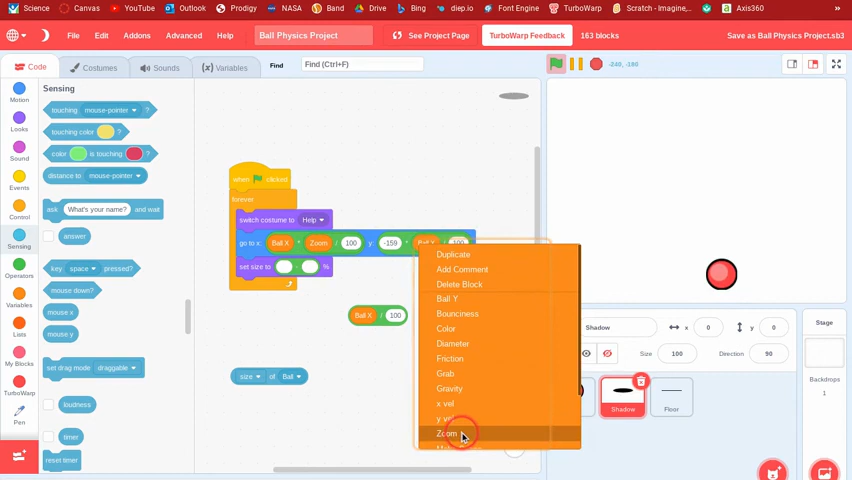 Science Canvas YouTube Outlook Prodigy NASA Band Drive Bing diep.io Font Engine TurboWarp Scratch - Imagine,... Axis360 »
File Edit Addons Advanced Ball Physics Project See Project Page TurboWarp Feedback 163 blocks Save as Ball Physics Project.sb3
Code Costumes Sounds Variables Find Find (Ctrl+F) -240, -180
Motion
Looks
Sound
Events
Control
Sensing
Operators
Variables
Lists
My Blocks
TurboWarp
Pen
Sensing
touching mouse-pointer ?
touching color ?
color is touching ?
distance to mouse-pointer
ask What's your name? and wait
answer
key space pressed?
mouse down?
mouse x
mouse y
set drag mode draggable
loudness
timer
reset timer
when clicked
forever
switch costume to Help
go to x: Ball X * Zoom / 100 y: -159 * Ball X / 100
set size to - %
Ball X / 100
size of Ball
Duplicate
Add Comment
Delete Block
Ball Y
Bounciness
Color
Diameter
Friction
Grab
Gravity
x vel
Zoom
Shadow x 0 y 0
Size 100 Direction 90
Shadow
Floor
Stage
Backdrops
1